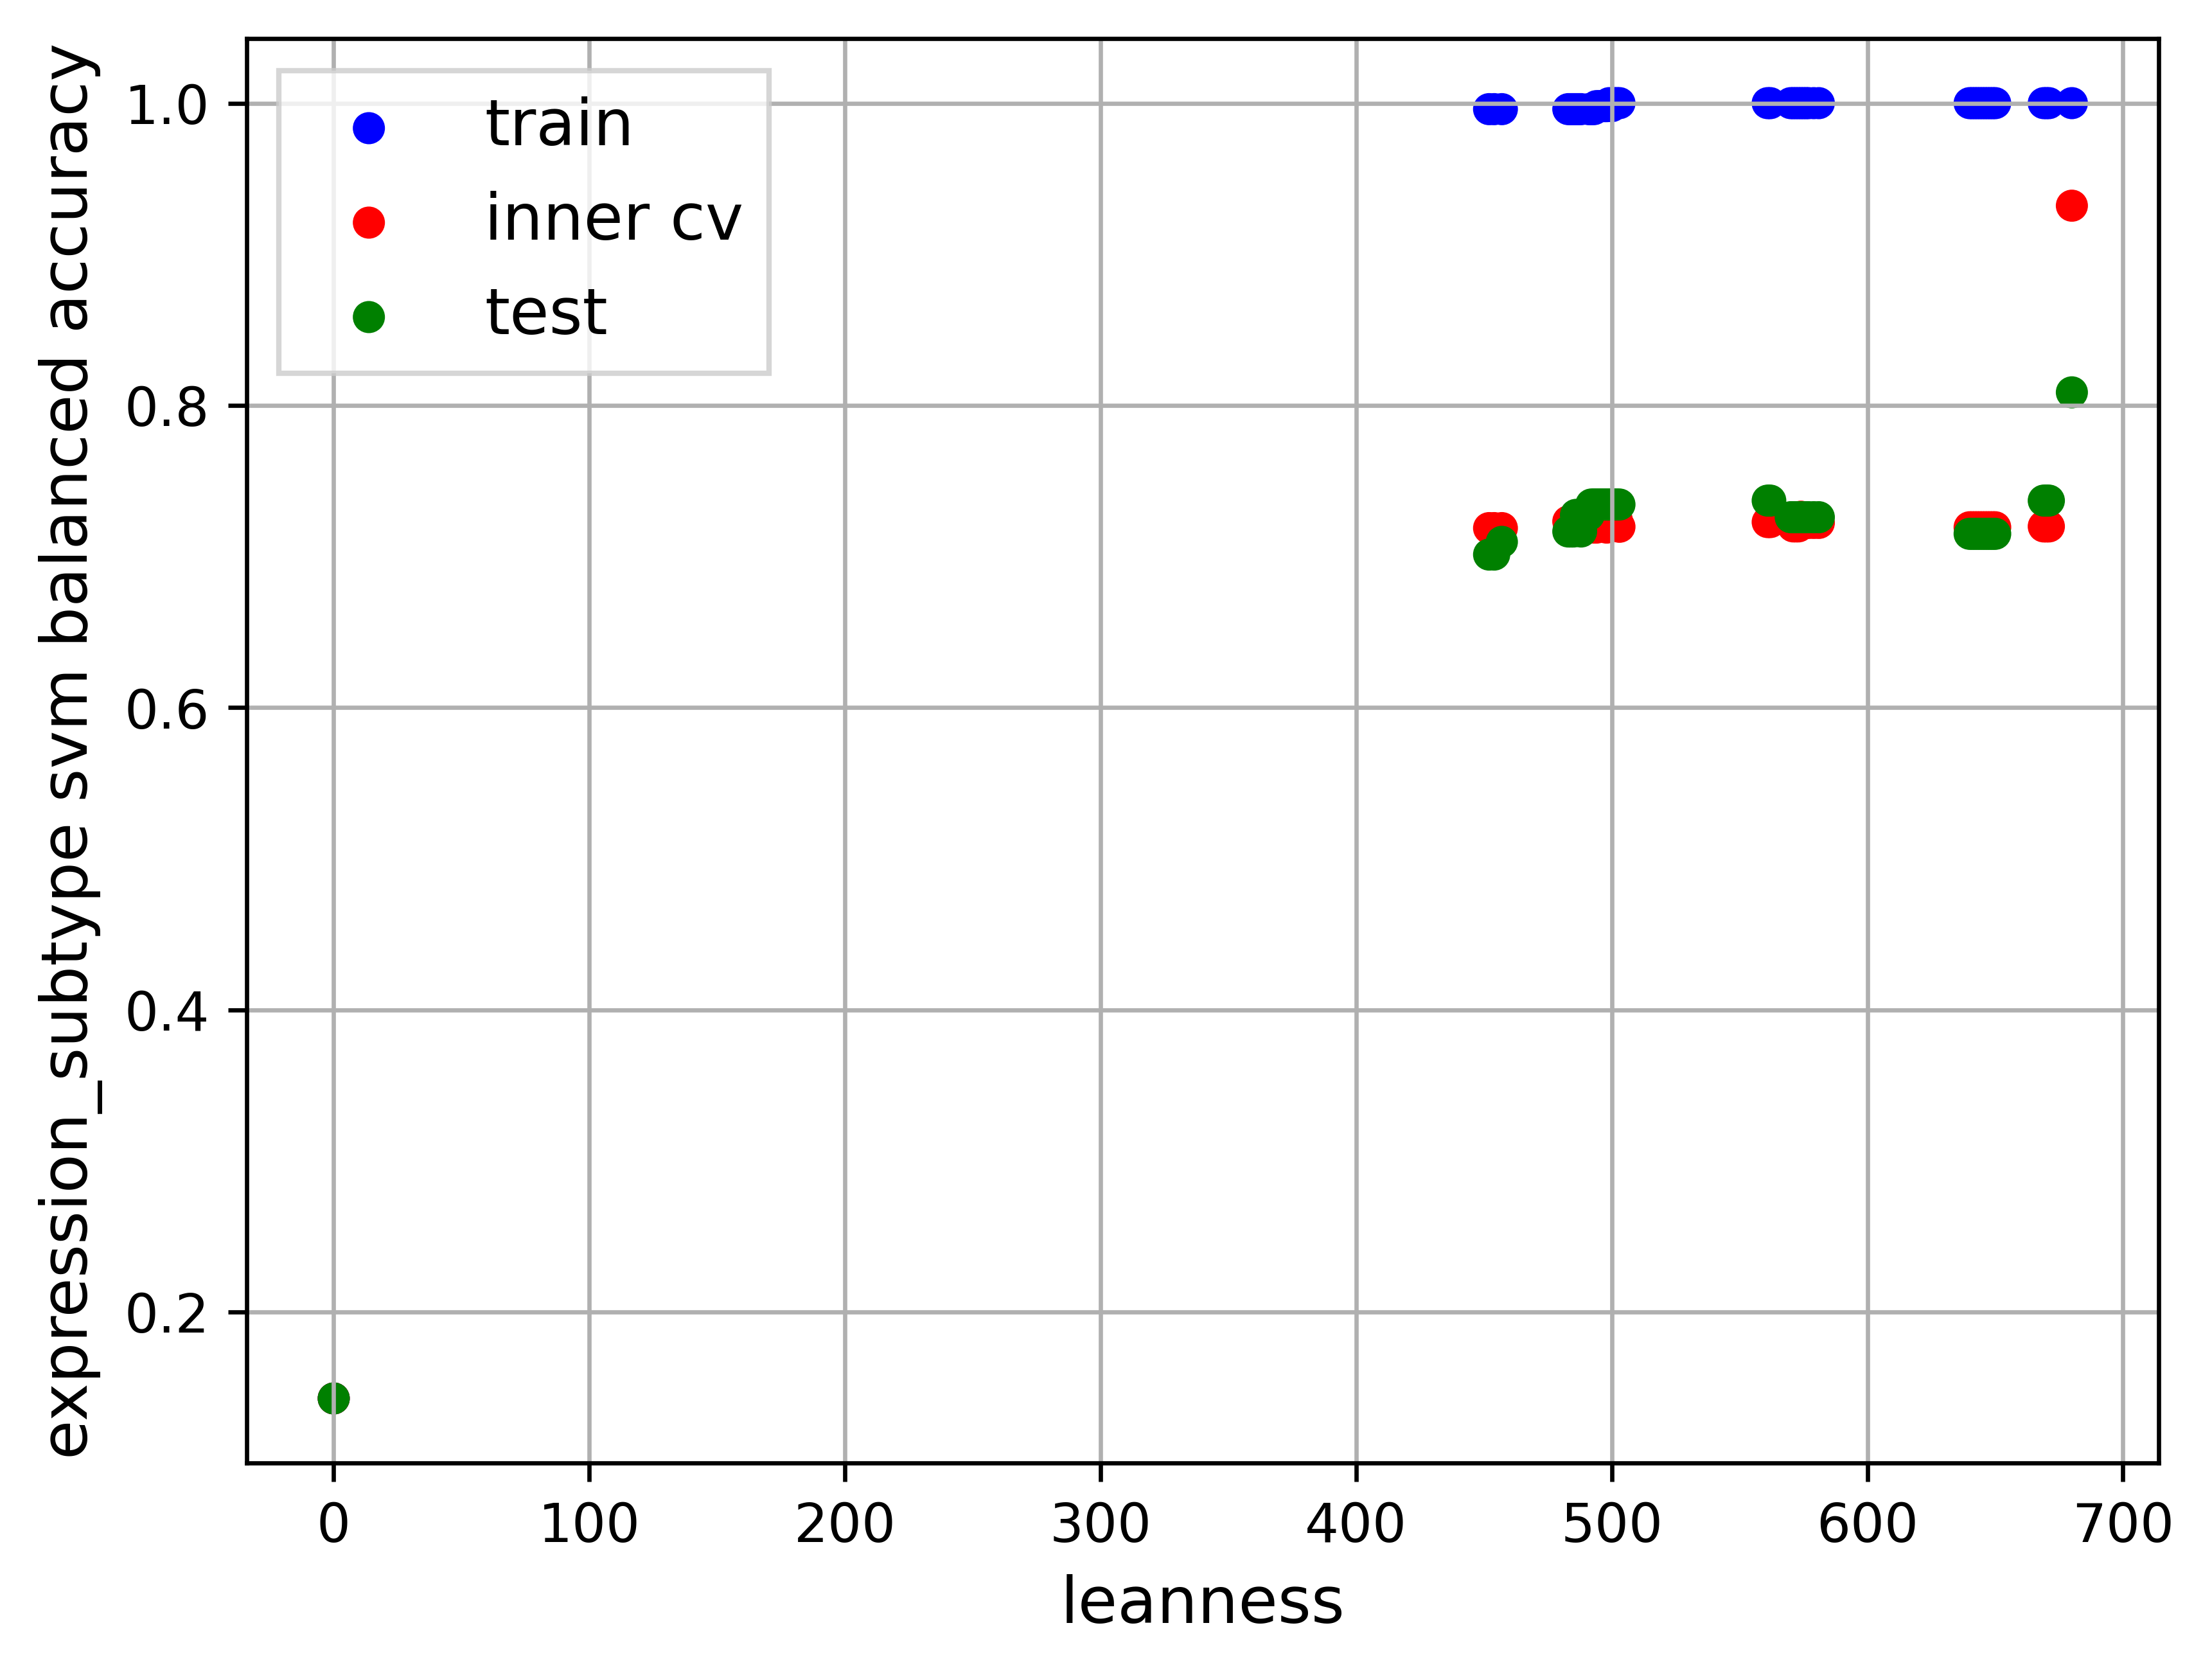 expression_subtype svm balanced accuracy
1.0
0.8
0.6
0.4
0.2
train
inner cv
test
0 100 200 300 400 500 600 700
leanness